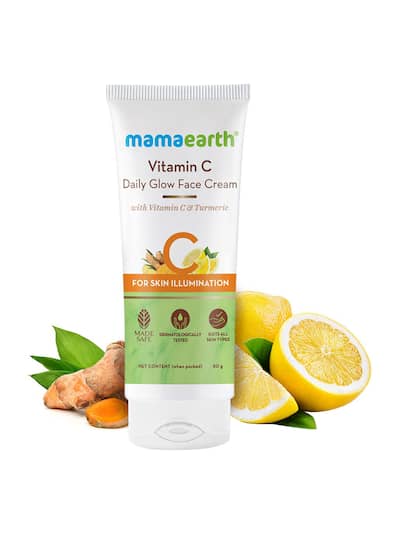 mamaearth®
Vitamin C
Daily Glow Face Cream
with Vitamin C & Turmeric
C
FOR SKIN ILLUMINATION
MADE SAFE
DERMATOLOGICALLY TESTED
SUITS ALL SKIN TYPES
NET CONTENT (when packed) 80 g